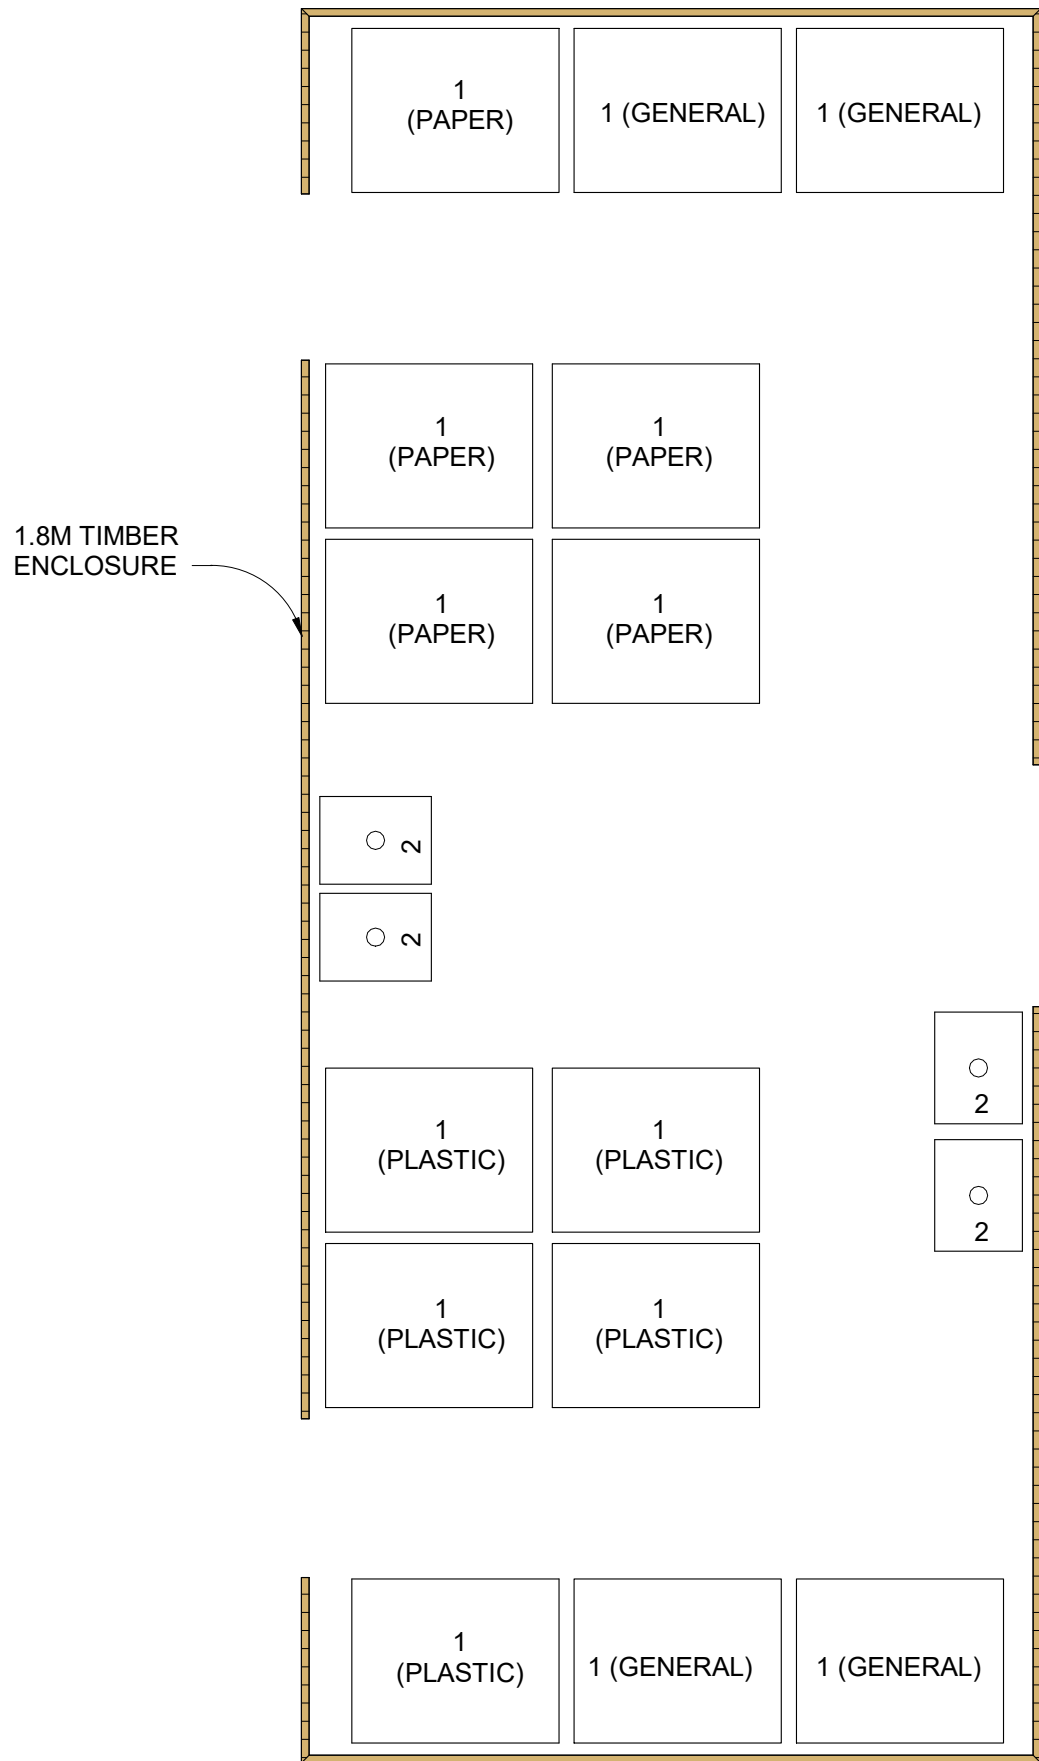 1
(PAPER)
1 (GENERAL)
1 (GENERAL)
1
(PAPER)
1
(PAPER)
1.8M TIMBER
ENCLOSURE
1
(PAPER)
1
(PAPER)
2
2
2
1
(PLASTIC)
1
(PLASTIC)
2
1
(PLASTIC)
1
(PLASTIC)
1
(PLASTIC)
1 (GENERAL)
1 (GENERAL)